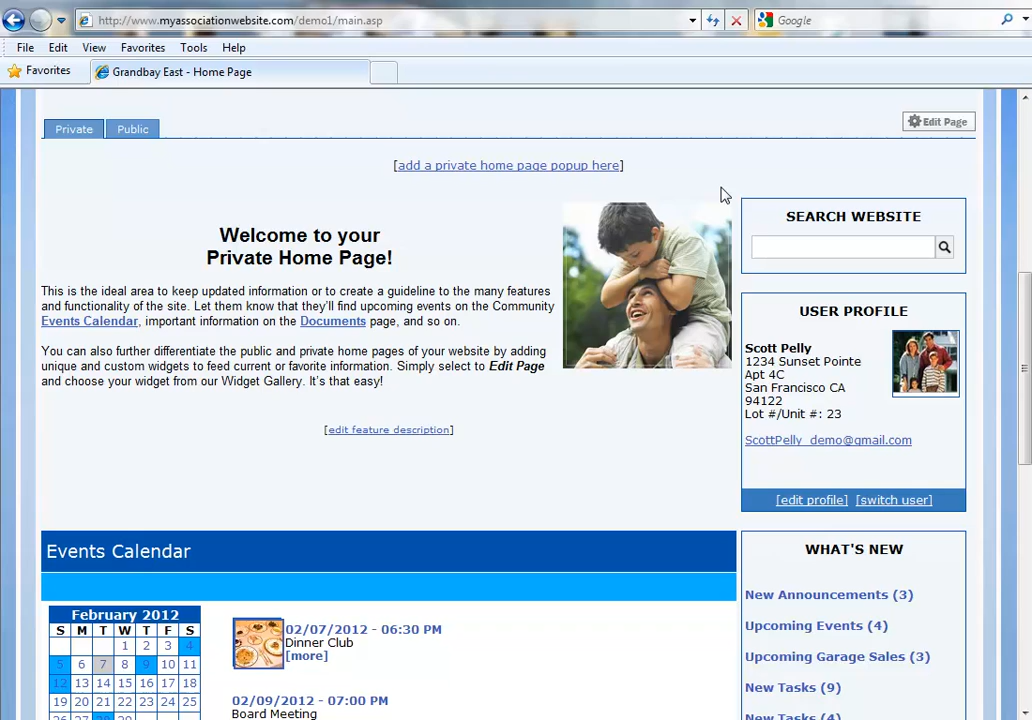 http://www.myassociationwebsite.com/demo1/main.asp
Google
File Edit View Favorites Tools Help
Favorites
Grandbay East - Home Page
Private
Public
Edit Page
[add a private home page popup here]
Welcome to your
Private Home Page!
This is the ideal area to keep updated information or to create a guideline to the many features
and functionality of the site. Let them know that they'll find upcoming events on the Community
Events Calendar, important information on the Documents page, and so on.
You can also further differentiate the public and private home pages of your website by adding
unique and custom widgets to feed current or favorite information. Simply select to Edit Page
and choose your widget from our Widget Gallery. It's that easy!
[edit feature description]
SEARCH WEBSITE
USER PROFILE
Scott Pelly
1234 Sunset Pointe
Apt 4C
San Francisco CA
94122
Lot #/Unit #: 23
ScottPelly_demo@gmail.com
[edit profile] [switch user]
Events Calendar
February 2012
S M T W T F S
1 2 3 4
5 6 7 8 9 10 11
12 13 14 15 16 17 18
19 20 21 22 23 24 25
26 27 28 29
02/07/2012 - 06:30 PM
Dinner Club
[more]
02/09/2012 - 07:00 PM
Board Meeting
WHAT'S NEW
New Announcements (3)
Upcoming Events (4)
Upcoming Garage Sales (3)
New Tasks (9)
New Tasks (4)